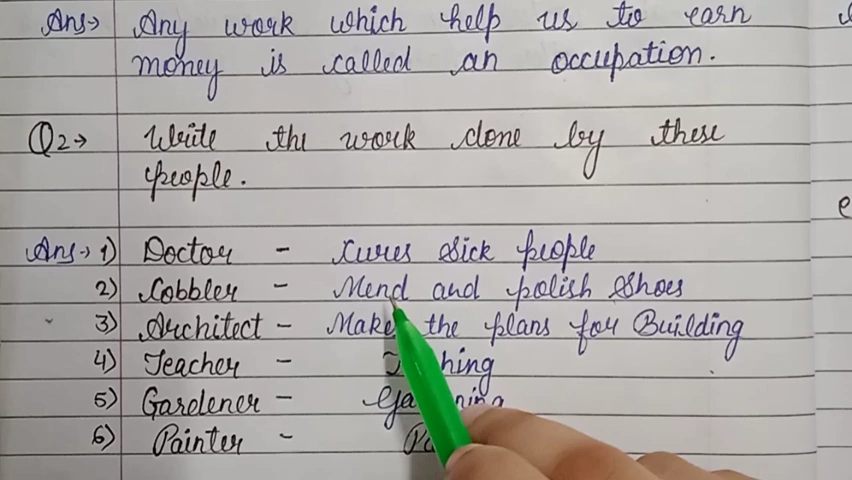 Ans→ Any work which help us to earn
money is called an occupation.
Q2→ Write the work done by these
people.
Ans→ 1) Doctor - Cures Sick people
2) Cobbler - Mend and polish Shoes
3) Architect - Make the plans for Building
4) Teacher -
5) Gardener -
6) Painter -